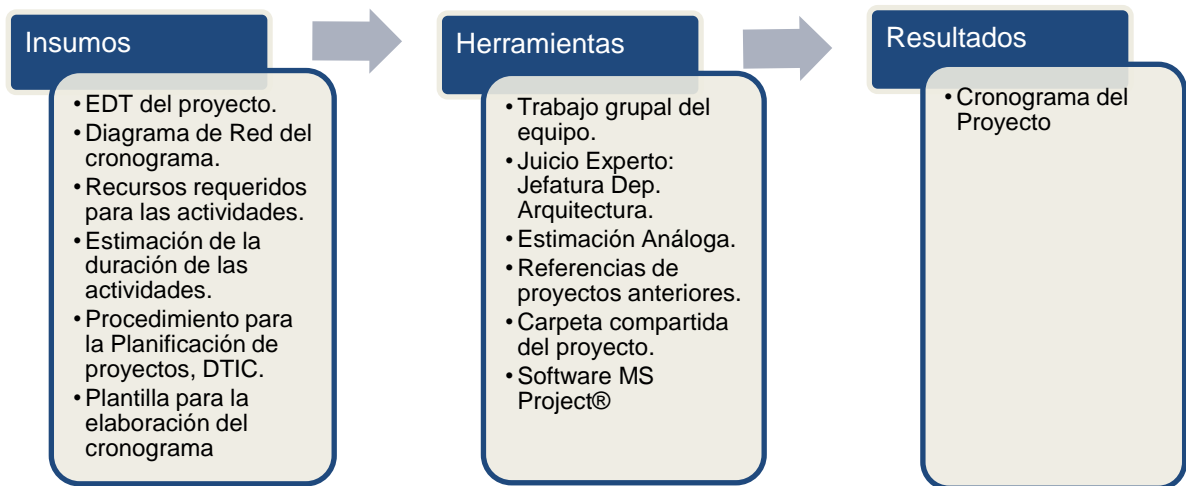 Insumos
• EDT del proyecto.
• Diagrama de Red del
cronograma.
• Recursos requeridos
para las actividades.
• Estimación de la
duración de las
actividades.
• Procedimiento para
la Planificación de
proyectos, DTIC.
• Plantilla para la
elaboración del
cronograma
Herramientas
• Trabajo grupal del
equipo.
• Juicio Experto:
Jefatura Dep.
Arquitectura.
• Estimación Análoga.
• Referencias de
proyectos anteriores.
• Carpeta compartida
del proyecto.
• Software MS
Project®
Resultados
• Cronograma del
Proyecto